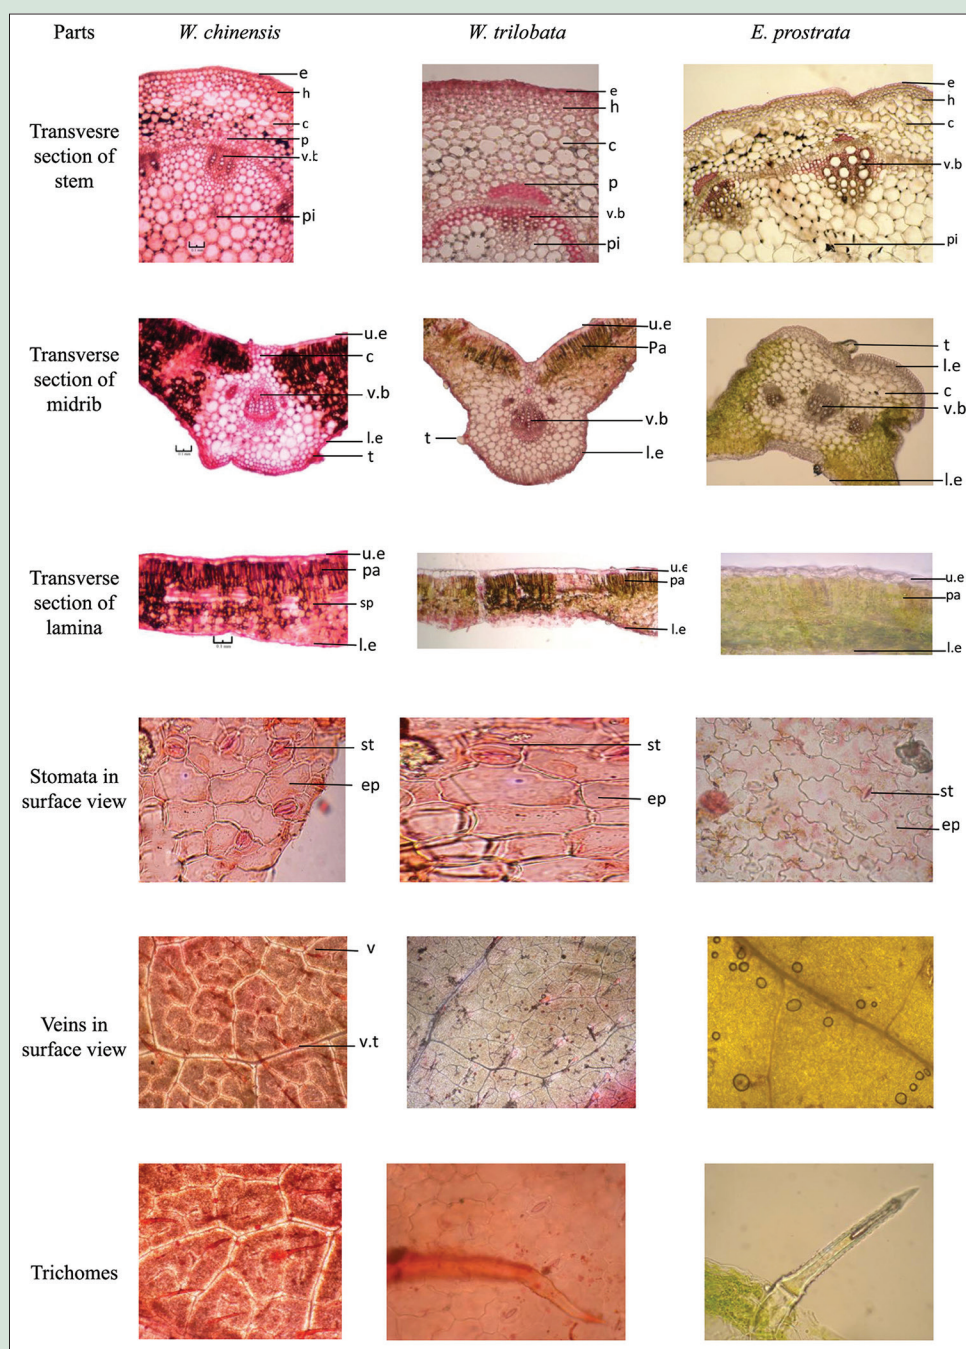 Parts W. chinensis W. trilobata E. prostrata
Transvesre
section of
stem
e
h
c
p
v.b
pi
e
h
c
p
v.b
pi
e
h
c
v.b
pi
Transverse
section of
midrib
u.e
c
v.b
l.e
t
u.e
Pa
v.b
t
l.e
t
l.e
c
v.b
l.e
Transverse
section of
lamina
u.e
pa
sp
l.e
u.e
pa
l.e
u.e
pa
l.e
Stomata in
surface view
st
ep
st
ep
st
ep
Veins in
surface view
v
v.t
Trichomes